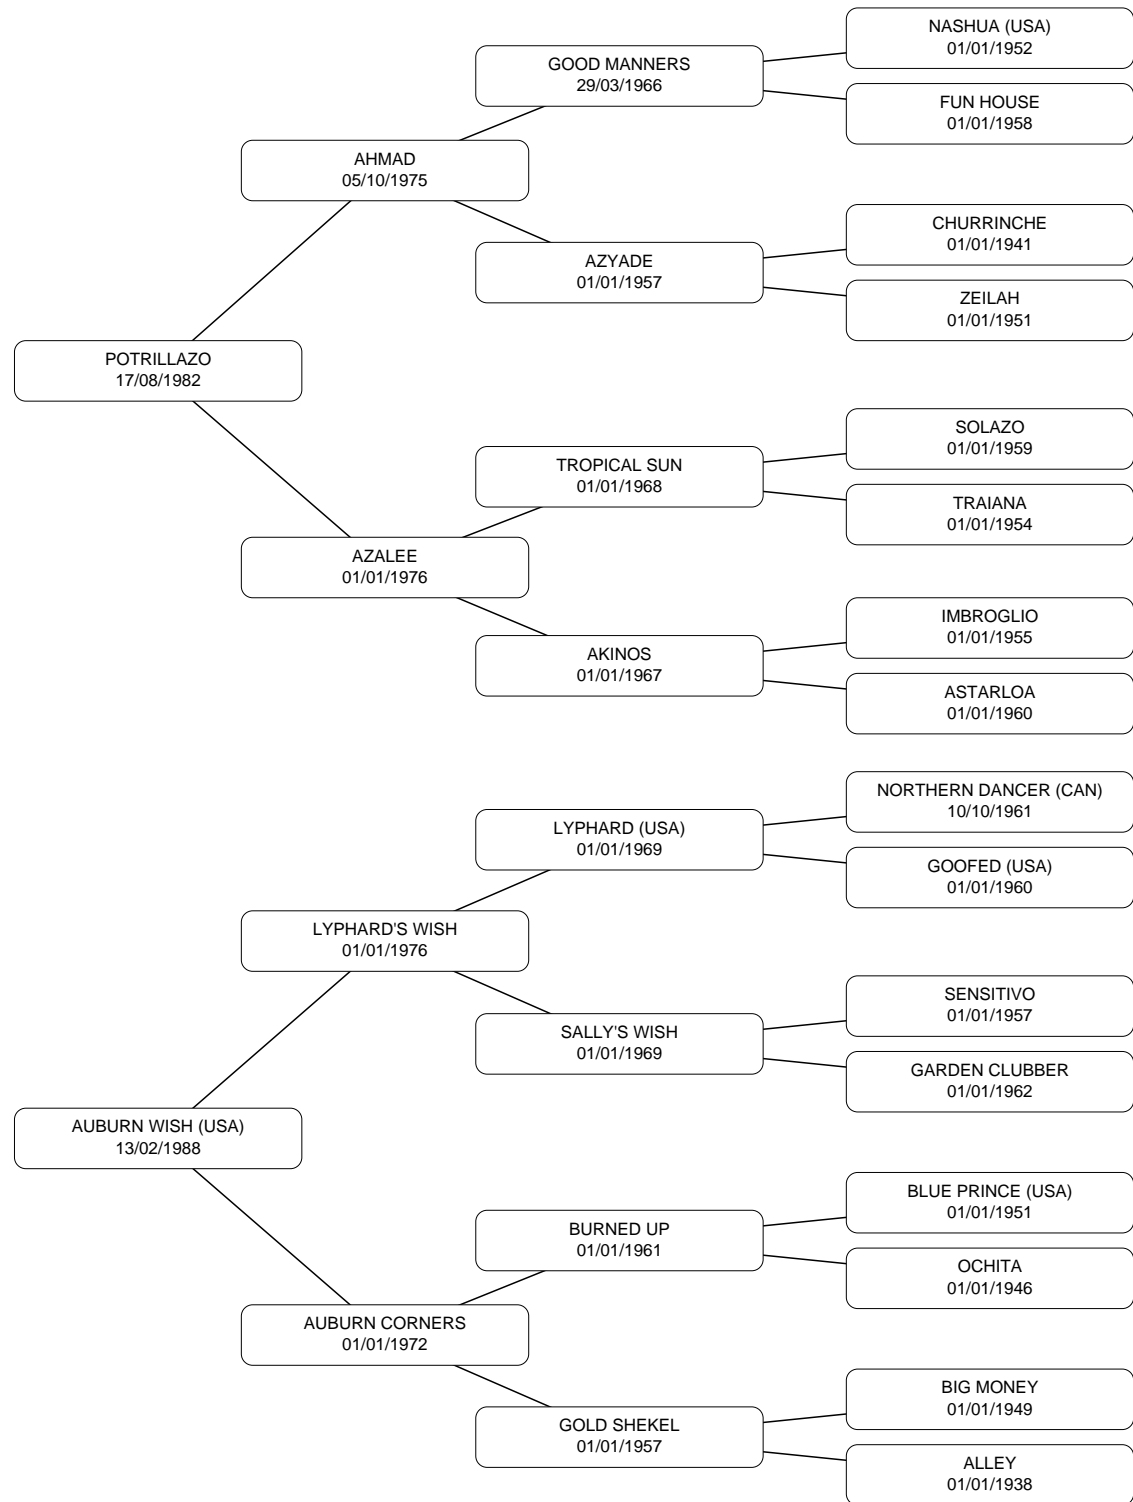 NASHUA (USA)
01/01/1952
GOOD MANNERS
29/03/1966
FUN HOUSE
01/01/1958
AHMAD
05/10/1975
CHURRINCHE
01/01/1941
AZYADE
01/01/1957
ZEILAH
01/01/1951
POTRILLAZO
17/08/1982
SOLAZO
01/01/1959
TROPICAL SUN
01/01/1968
TRAIANA
01/01/1954
AZALEE
01/01/1976
IMBROGLIO
01/01/1955
AKINOS
01/01/1967
ASTARLOA
01/01/1960
NORTHERN DANCER (CAN)
10/10/1961
LYPHARD (USA)
01/01/1969
GOOFED (USA)
01/01/1960
LYPHARD'S WISH
01/01/1976
SENSITIVO
01/01/1957
SALLY'S WISH
01/01/1969
GARDEN CLUBBER
01/01/1962
AUBURN WISH (USA)
13/02/1988
BLUE PRINCE (USA)
01/01/1951
BURNED UP
01/01/1961
OCHITA
01/01/1946
AUBURN CORNERS
01/01/1972
BIG MONEY
01/01/1949
GOLD SHEKEL
01/01/1957
ALLEY
01/01/1938